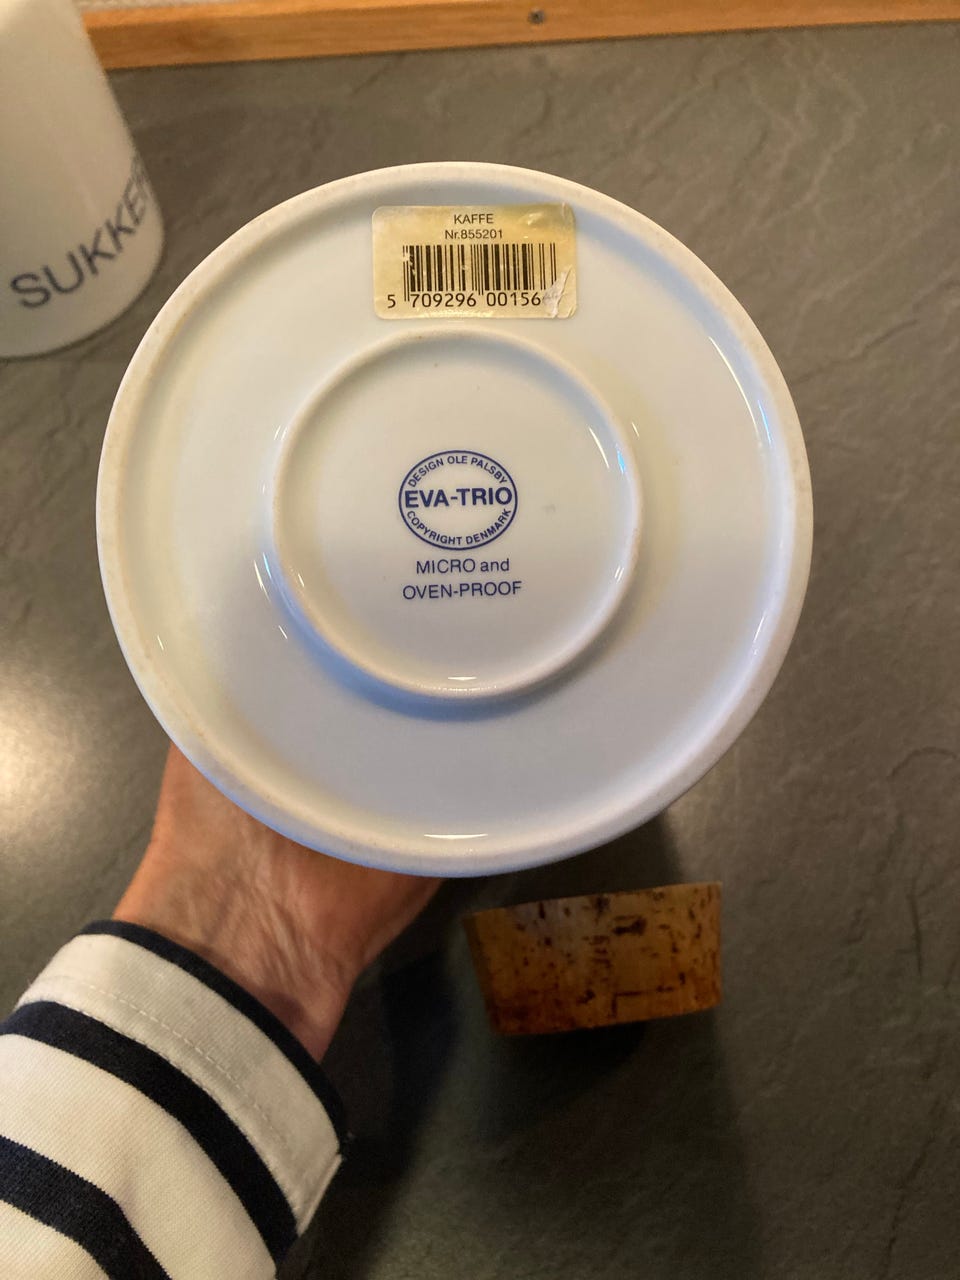 KAFFE
Nr.855201
5 709296 00156
SUKKER
DESIGN OLE PALSBY
EVA-TRIO
COPYRIGHT DENMARK
MICRO and
OVEN-PROOF